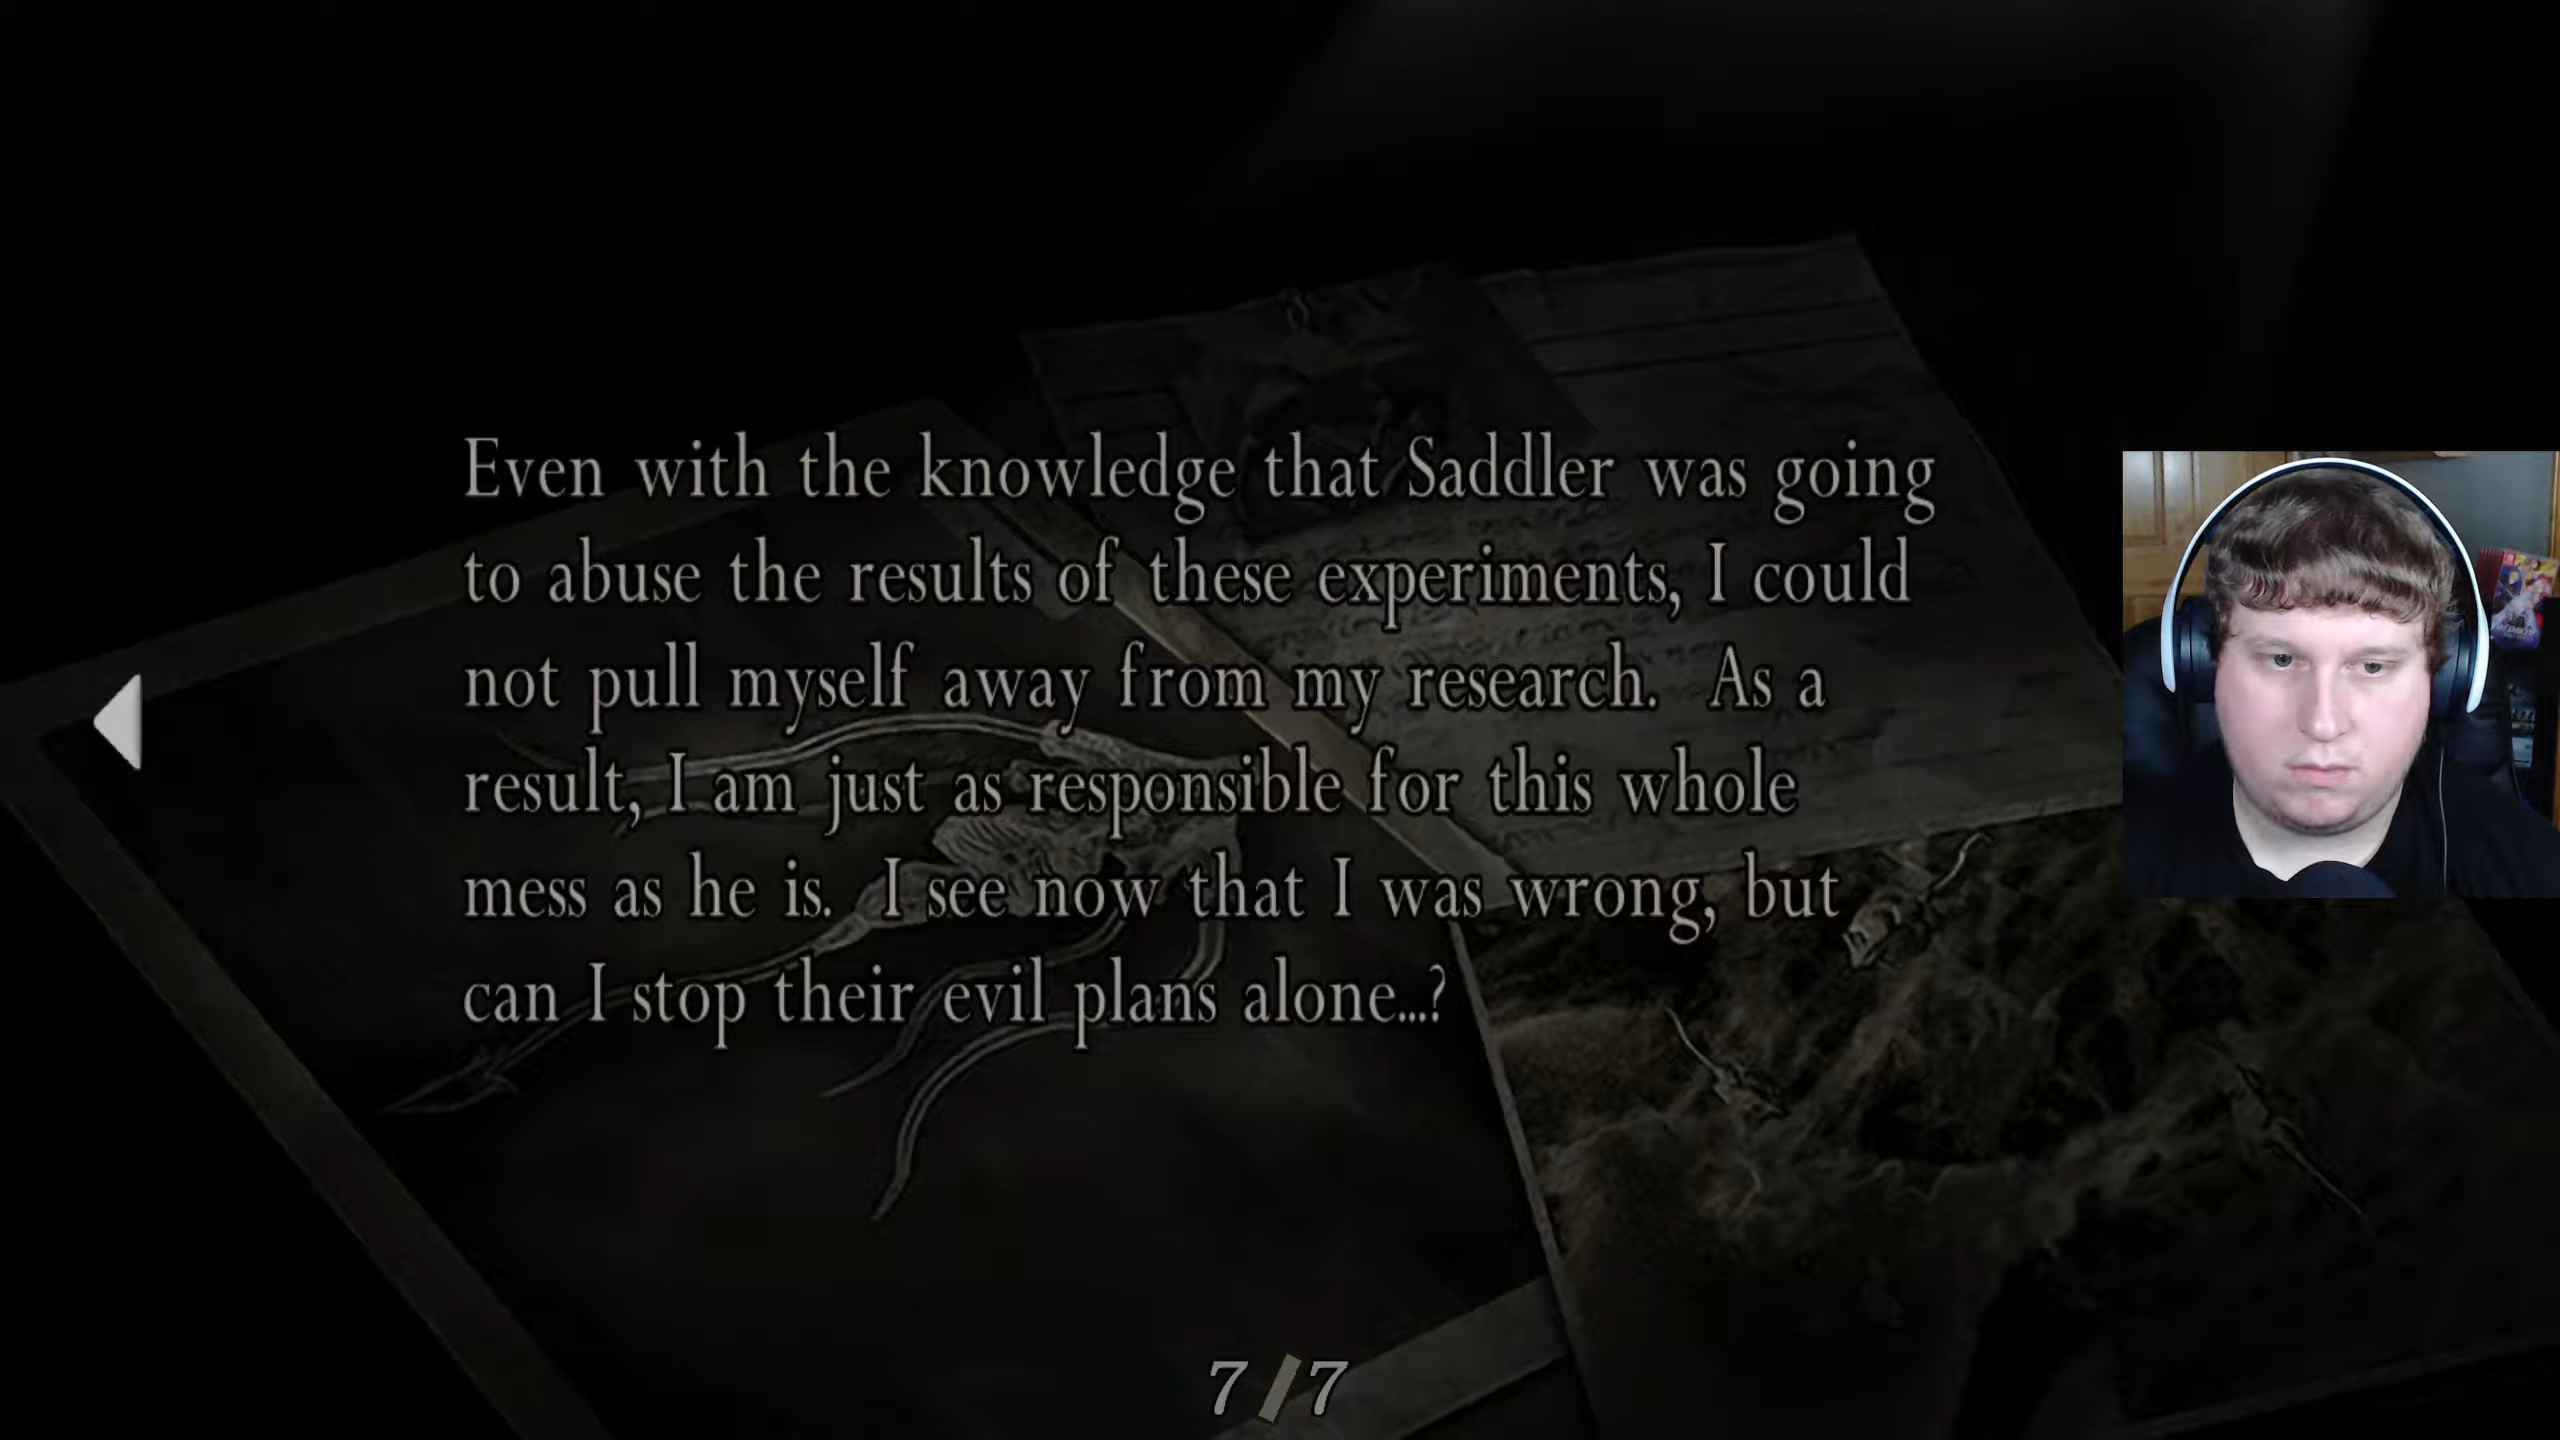 Even with the knowledge that Saddler was going
to abuse the results of these experiments, I could
not pull myself away from my research. As a
result, I am just as responsible for this whole
mess as he is. I see now that I was wrong, but
can I stop their evil plans alone...?
7/7